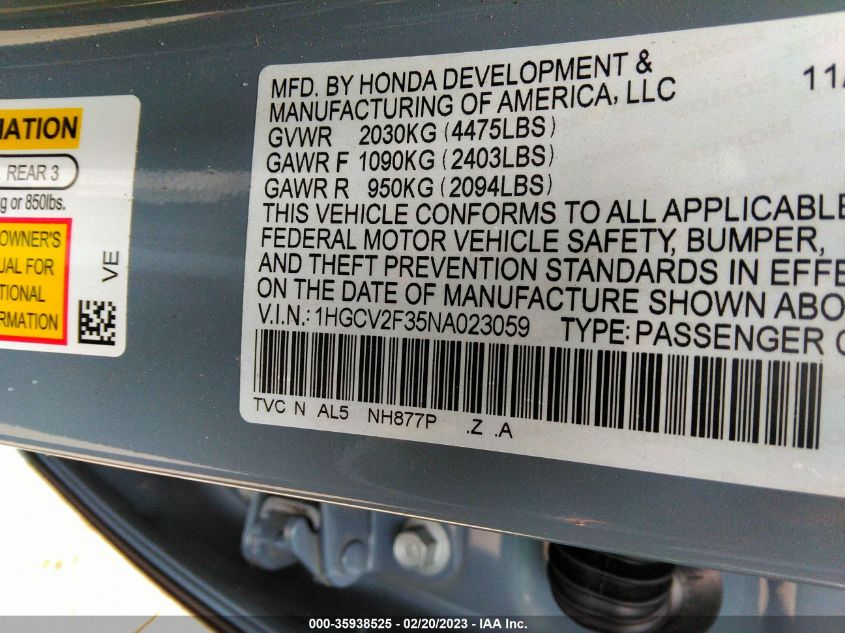 MATION
REAR 3
g or 850lbs.
OWNER'S
UAL FOR
TIONAL
ORMATION
VE
MFD. BY HONDA DEVELOPMENT &
MANUFACTURING OF AMERICA, LLC
11/
GVWR 2030KG (4475LBS)
GAWR F 1090KG (2403LBS)
GAWR R 950KG (2094LBS)
THIS VEHICLE CONFORMS TO ALL APPLICABLE
FEDERAL MOTOR VEHICLE SAFETY, BUMPER,
AND THEFT PREVENTION STANDARDS IN EFFE
ON THE DATE OF MANUFACTURE SHOWN ABO
V.I.N.: 1HGCV2F35NA023059 TYPE: PASSENGER C
TVC N AL5 NH877P .Z .A
000-35938525 — 02/20/2023 — IAA Inc.